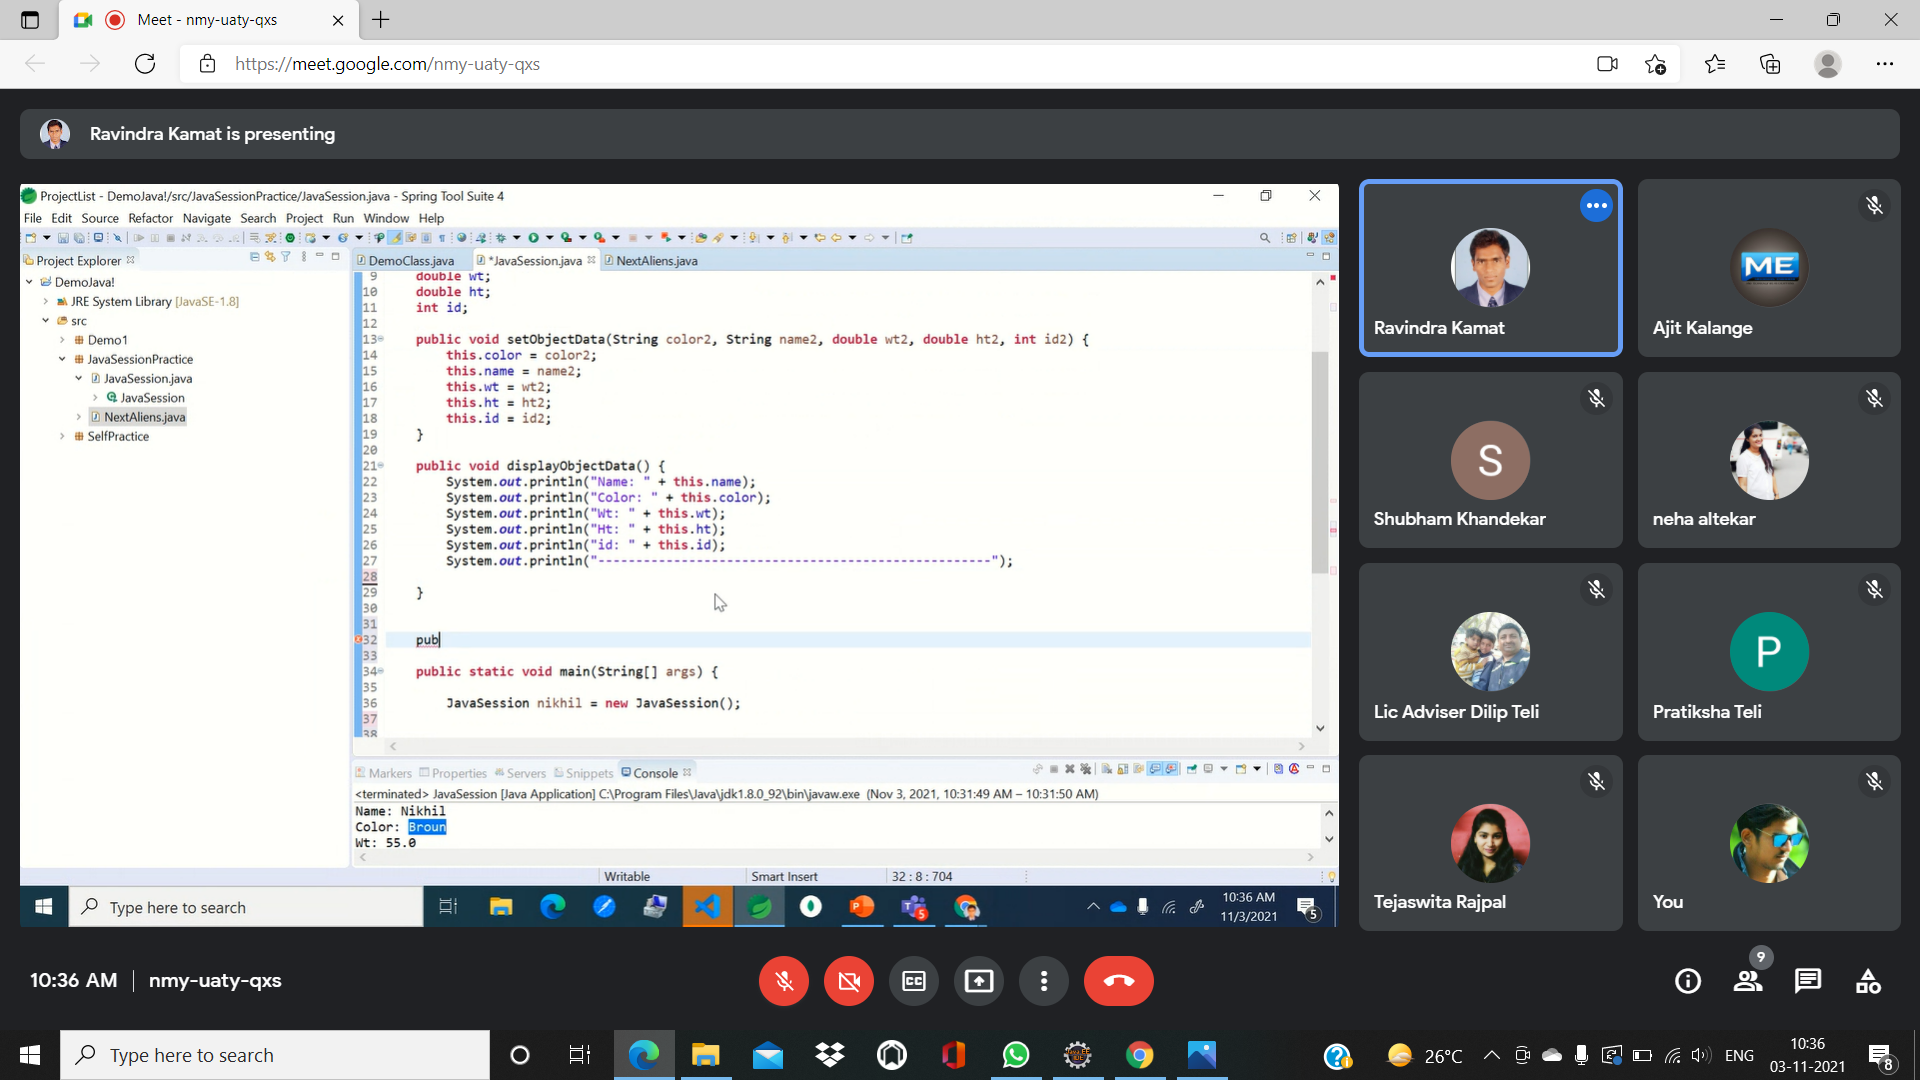 Meet - nmy-uaty-qxs
https://meet.google.com/nmy-uaty-qxs
Ravindra Kamat is presenting
ProjectList - DemoJava!/src/JavaSessionPractice/JavaSession.java - Spring Tool Suite 4
File Edit Source Refactor Navigate Search Project Run Window Help
Project Explorer
DemoJava!
JRE System Library [JavaSE-1.8]
src
Demo1
JavaSessionPractice
JavaSession.java
JavaSession
NextAliens.java
SelfPractice
DemoClass.java *JavaSession.java NextAliens.java
9 double wt;
10 double ht;
11 int id;
12
13 public void setObjectData(String color2, String name2, double wt2, double ht2, int id2) {
14 this.color = color2;
15 this.name = name2;
16 this.wt = wt2;
17 this.ht = ht2;
18 this.id = id2;
19 }
20
21 public void displayObjectData() {
22 System.out.println("Name: " + this.name);
23 System.out.println("Color: " + this.color);
24 System.out.println("Wt: " + this.wt);
25 System.out.println("Ht: " + this.ht);
26 System.out.println("id: " + this.id);
27 System.out.println("----------------------------------------------------");
28
29 }
30
31
32 pub
33
34 public static void main(String[] args) {
35
36 JavaSession nikhil = new JavaSession();
37
38
Markers Properties Servers Snippets Console
<terminated> JavaSession [Java Application] C:\Program Files\Java\jdk1.8.0_92\bin\javaw.exe (Nov 3, 2021, 10:31:49 AM – 10:31:50 AM)
Name: Nikhil
Color: Broun
Wt: 55.0
Writable Smart Insert 32 : 8 : 704
Type here to search
5
10:36 AM
11/3/2021
5
Ravindra Kamat
ME
Ajit Kalange
S
Shubham Khandekar
neha altekar
Lic Adviser Dilip Teli
P
Pratiksha Teli
Tejaswita Rajpal
You
10:36 AM nmy-uaty-qxs
9
Type here to search
26°C
ENG
10:36
03-11-2021
8